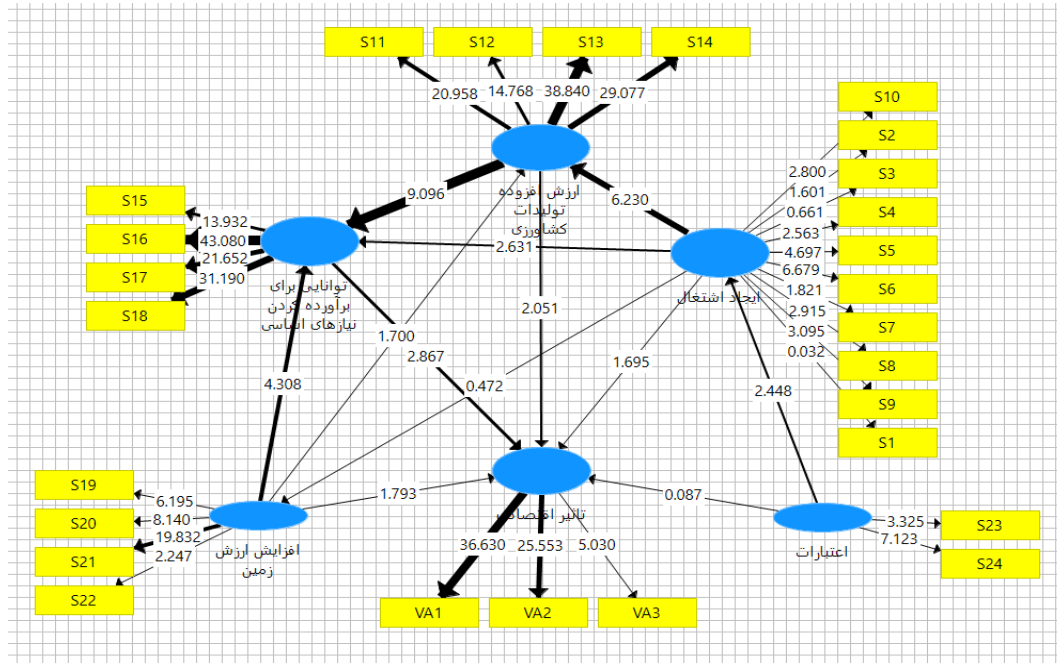 S11
S12
S13
S14
20.958
14.768
38.840
29.077
S10
S2
S3
S4
S5
S6
S7
S8
S9
S1
2.800
1.601
0.661
2.563
4.697
6.679
1.821
2.915
3.095
0.032
S15
S16
S17
S18
13.932
43.080
21.652
31.190
9.096
6.230
ارزش افزوده
تولیدات
کشاورزی
2.631
ایجاد اشتغال
توانایی برای
برآورده کردن
نیازهای اساسی
1.700
2.867
2.051
1.695
0.472
4.308
2.448
S19
S20
S21
S22
6.195
8.140
19.832
2.247
افزایش ارزش
زمین
1.793
0.087
تاثیر اقتصادی
اعتبارات
3.325
7.123
S23
S24
36.630
25.553
5.030
VA1
VA2
VA3